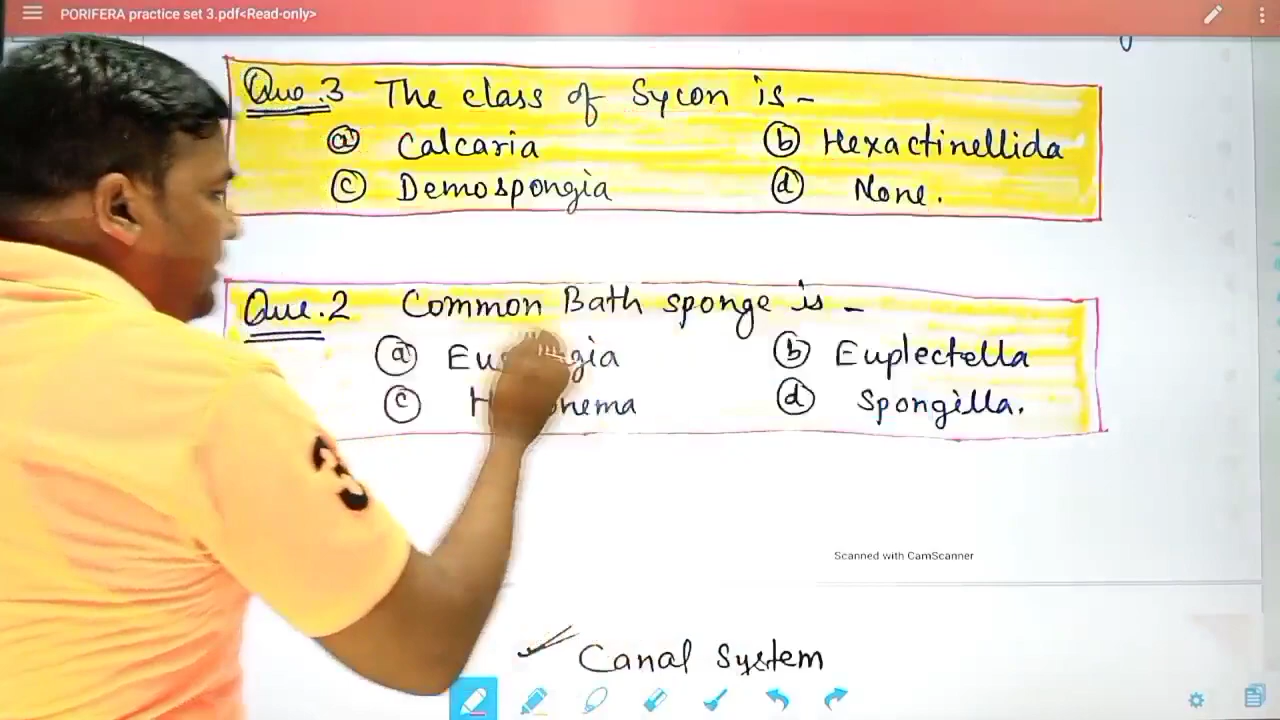 PORIFERA practice set 3.pdf<Read-only>
Que.3 The class of Sycon is -
(a) Calcaria (b) Hexactinellida
(c) Demospongia (d) None.
Que.2 Common Bath sponge is -
(a) (b) Euplectella
(c) (d) Spongilla.
Scanned with CamScanner
Canal System
3